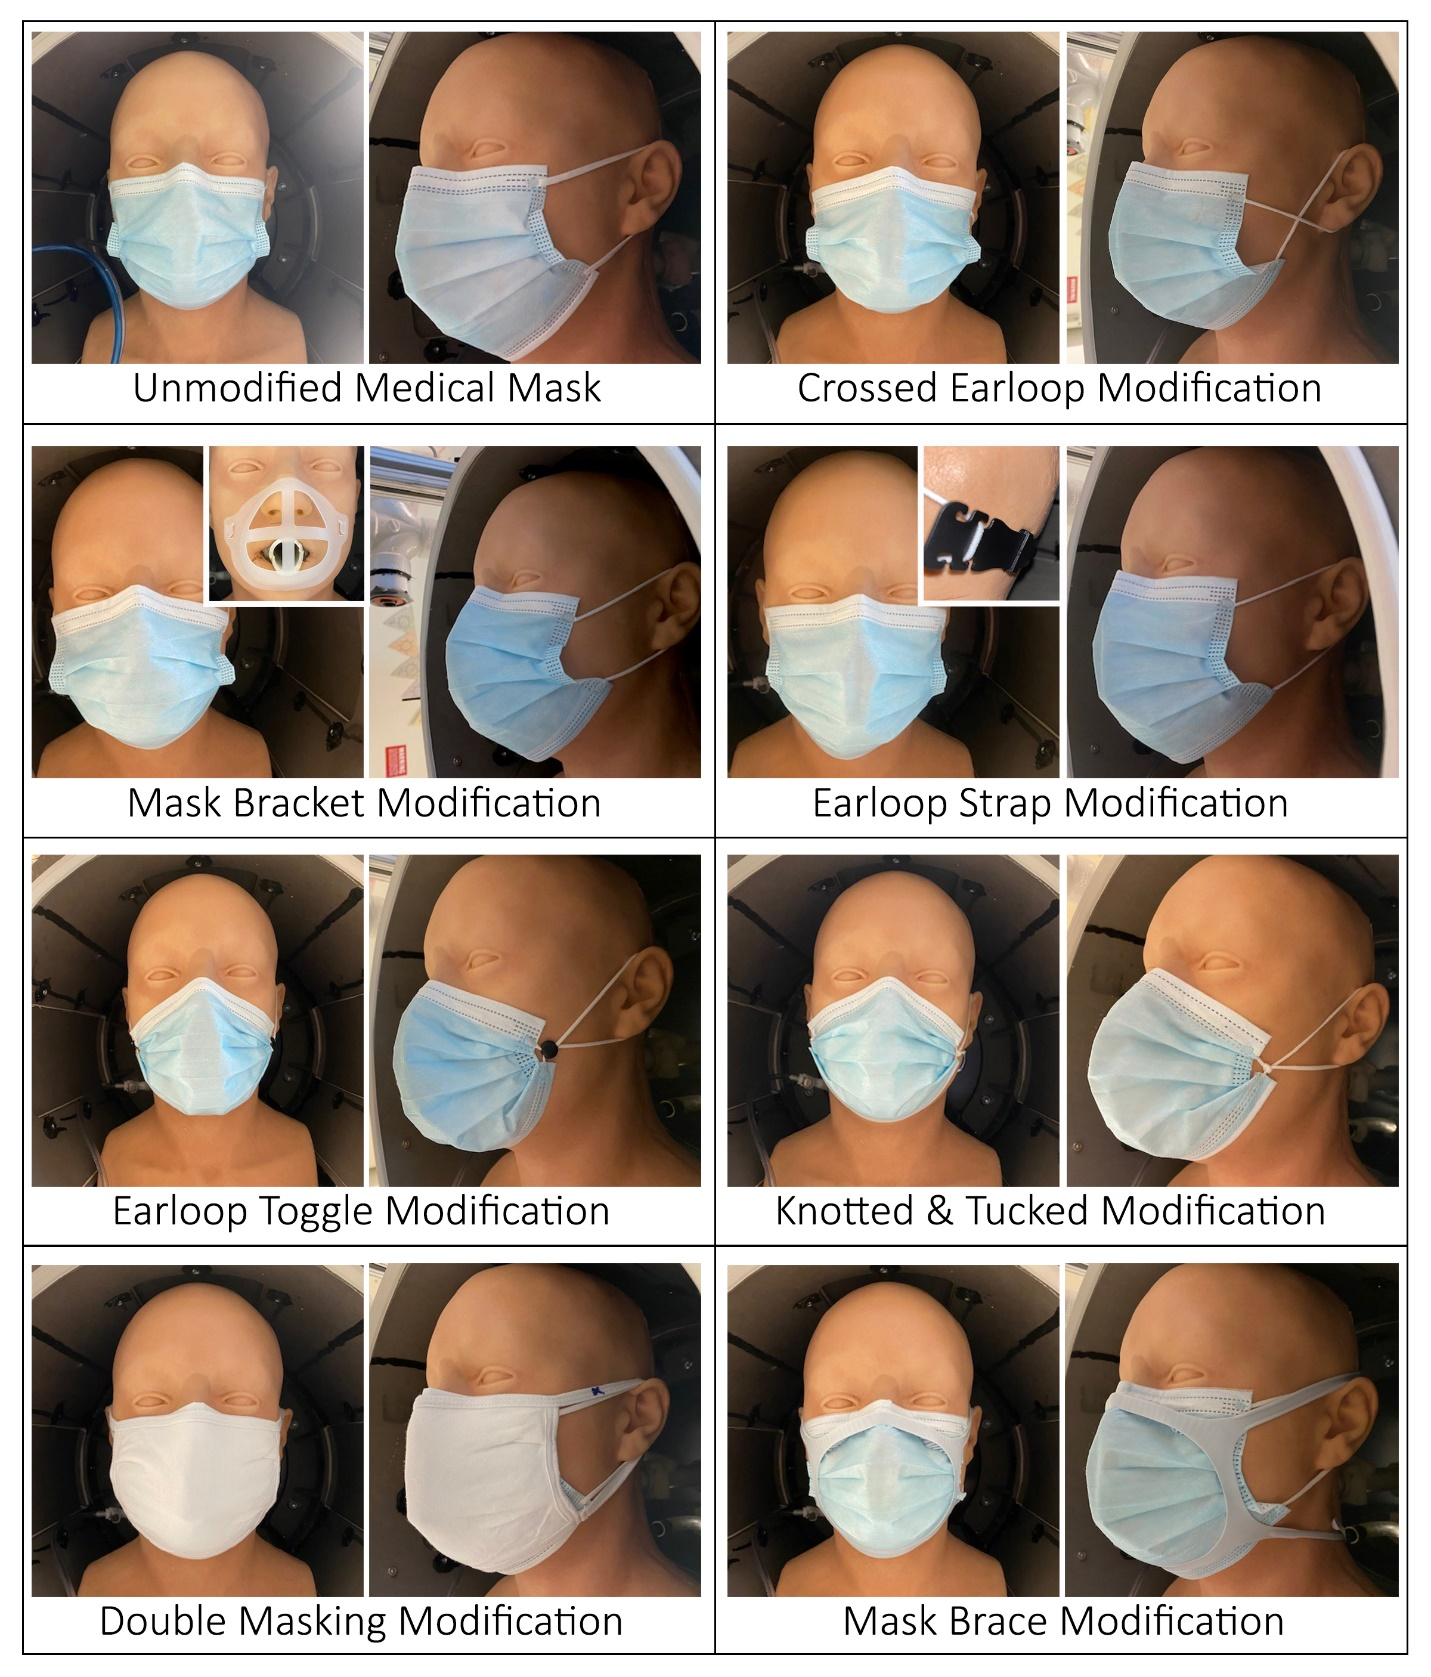 Unmodified Medical Mask
Crossed Earloop Modification
WARNING
Mask Bracket Modification
Earloop Strap Modification
Earloop Toggle Modification
Knotted & Tucked Modification
Double Masking Modification
Mask Brace Modification